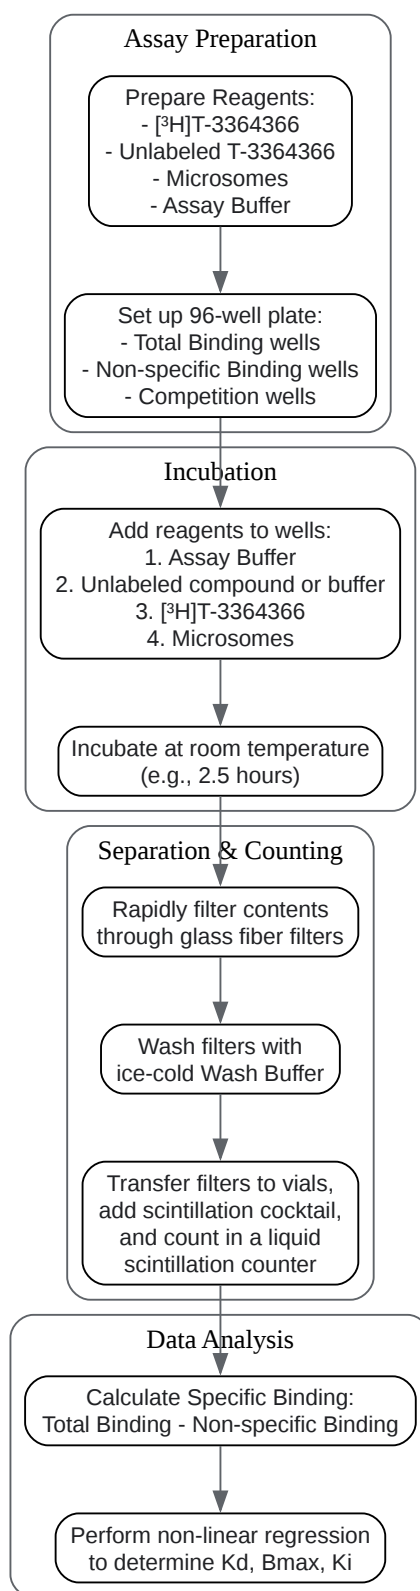 Assay Preparation
Prepare Reagents:
- [³H]T-3364366
- Unlabeled T-3364366
- Microsomes
- Assay Buffer
Set up 96-well plate:
- Total Binding wells
- Non-specific Binding wells
- Competition wells
Incubation
Add reagents to wells:
1. Assay Buffer
2. Unlabeled compound or buffer
3. [³H]T-3364366
4. Microsomes
Incubate at room temperature
(e.g., 2.5 hours)
Separation & Counting
Rapidly filter contents
through glass fiber filters
Wash filters with
ice-cold Wash Buffer
Transfer filters to vials,
add scintillation cocktail,
and count in a liquid
scintillation counter
Data Analysis
Calculate Specific Binding:
Total Binding - Non-specific Binding
Perform non-linear regression
to determine Kd, Bmax, Ki